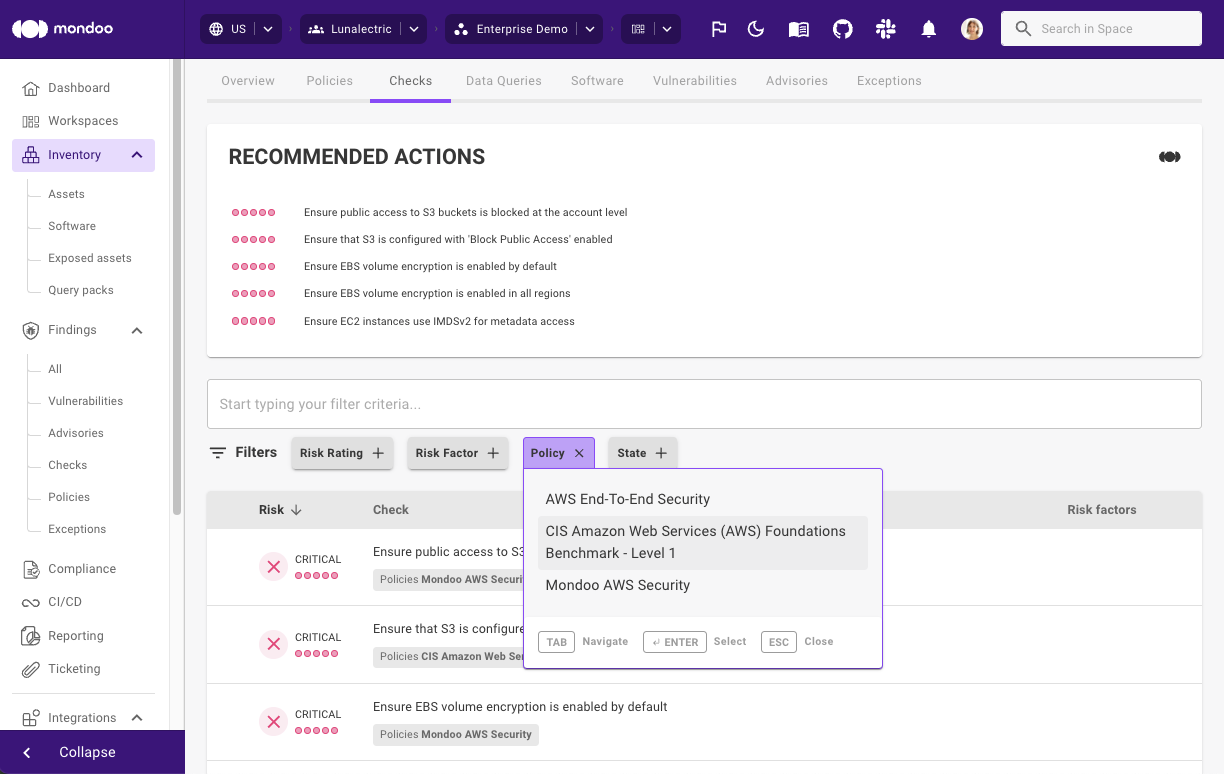 mondoo
US
Lunalectric
Enterprise Demo
Search in Space
Dashboard
Workspaces
Inventory
Assets
Software
Exposed assets
Query packs
Findings
All
Vulnerabilities
Advisories
Checks
Policies
Exceptions
Compliance
CI/CD
Reporting
Ticketing
Integrations
Collapse
Overview Policies Checks Data Queries Software Vulnerabilities Advisories Exceptions
RECOMMENDED ACTIONS
Ensure public access to S3 buckets is blocked at the account level
Ensure that S3 is configured with 'Block Public Access' enabled
Ensure EBS volume encryption is enabled by default
Ensure EBS volume encryption is enabled in all regions
Ensure EC2 instances use IMDSv2 for metadata access
Start typing your filter criteria...
Filters Risk Rating Risk Factor Policy State
AWS End-To-End Security
CIS Amazon Web Services (AWS) Foundations
Benchmark - Level 1
Mondoo AWS Security
TAB Navigate ↵ ENTER Select ESC Close
Risk ↓ Check Risk factors
CRITICAL
Ensure public access to S3
Policies Mondoo AWS
CRITICAL
Ensure that S3 is
Policies CIS Amazon Web
CRITICAL
Ensure EBS volume encryption is enabled by default
Policies Mondoo AWS Security